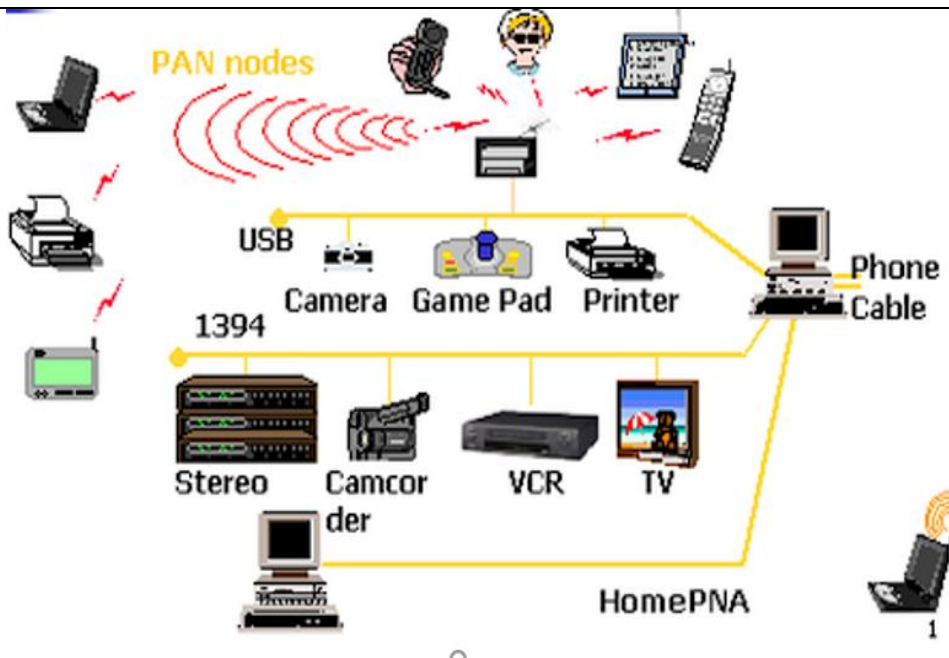 PAN nodes
USB
Camera Game Pad Printer
Phone
Cable
1394
Stereo Camcor VCR TV
der
HomePNA
1